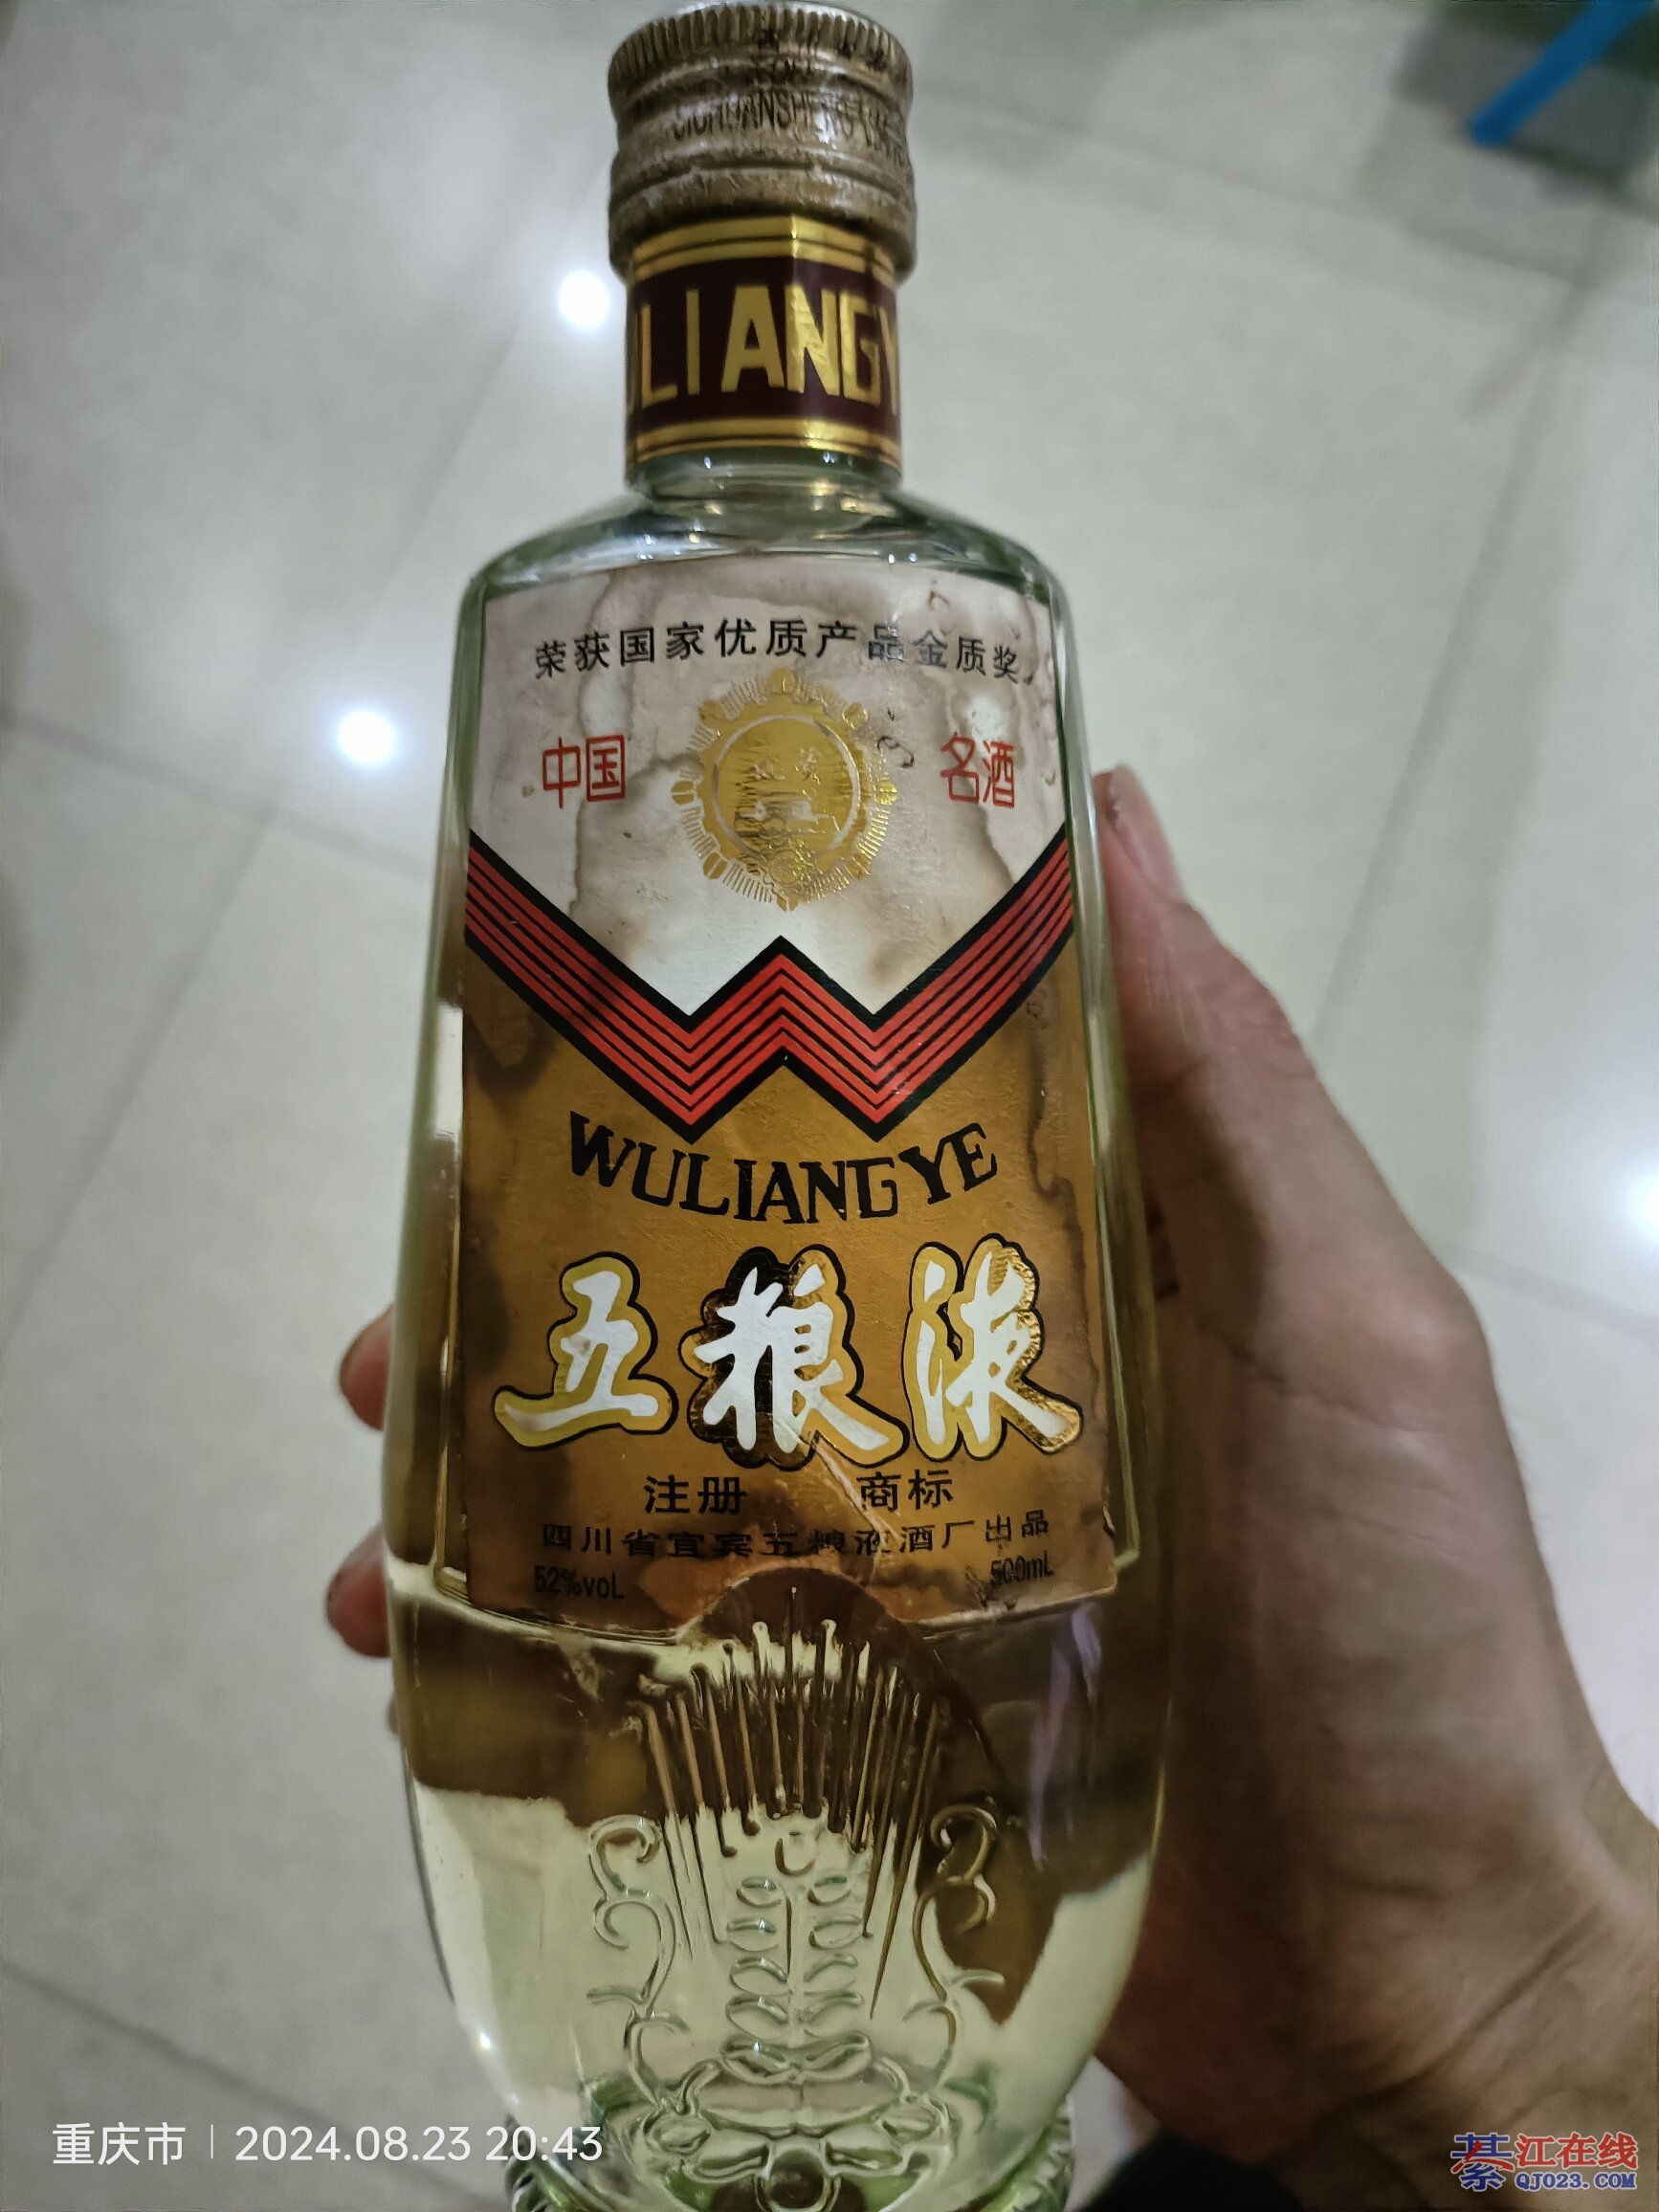 SICHUANSHENG
ULIANGY
荣获国家优质产品金质奖
中国 名酒
WULIANGYE
五粮液
注册 商标
四川省宜宾五粮液酒厂出品
52%voL 500mL
重庆市 2024.08.23 20:43
綦江在线
QJ023.COM